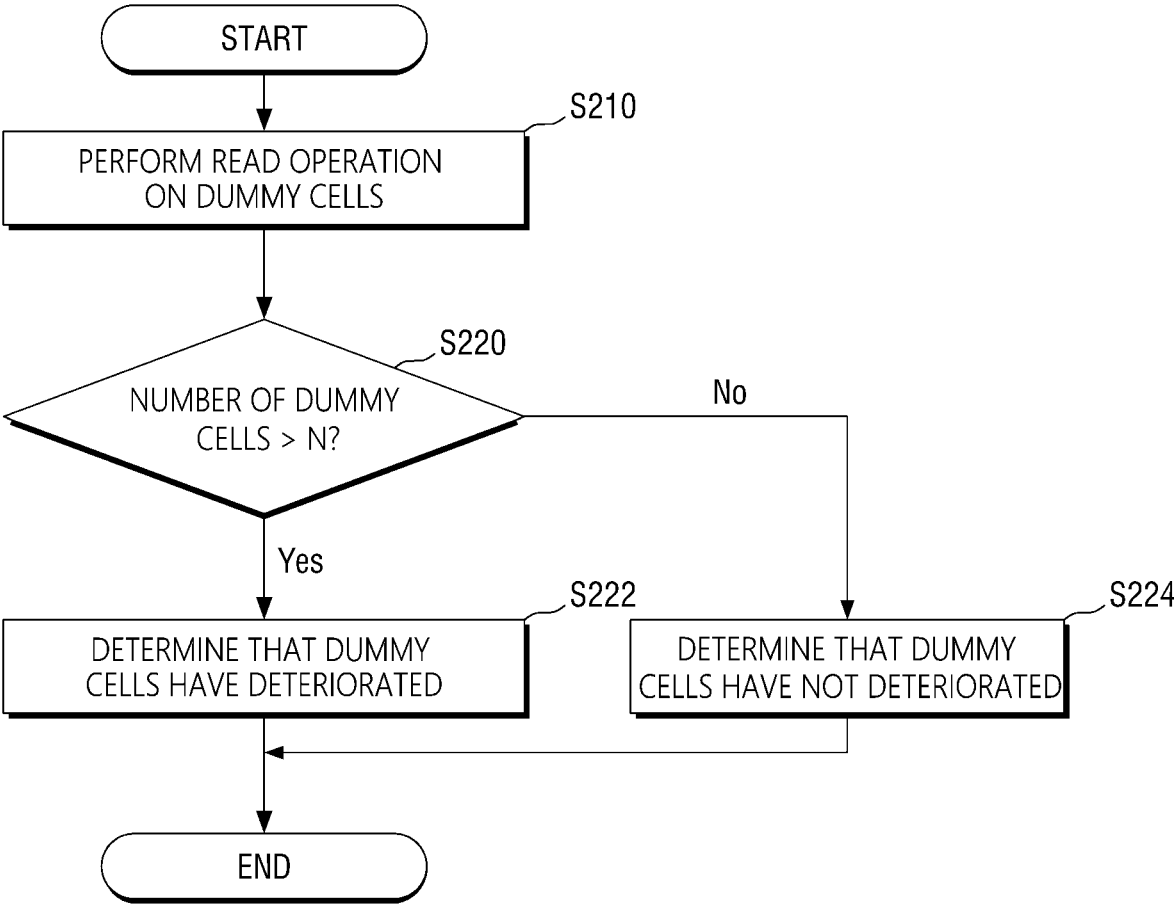 START
S210
PERFORM READ OPERATION
ON DUMMY CELLS
S220
NUMBER OF DUMMY
CELLS > N?
No
Yes
S222
DETERMINE THAT DUMMY
CELLS HAVE DETERIORATED
S224
DETERMINE THAT DUMMY
CELLS HAVE NOT DETERIORATED
END